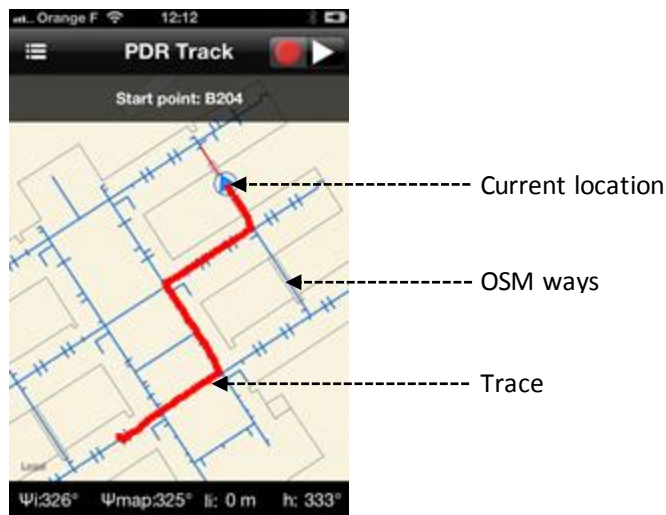 Orange F 12:12
PDR Track
Start point: B204
Current location
OSM ways
Trace
Legal
Ψi:326° Ψmap:325° li: 0 m h: 333°